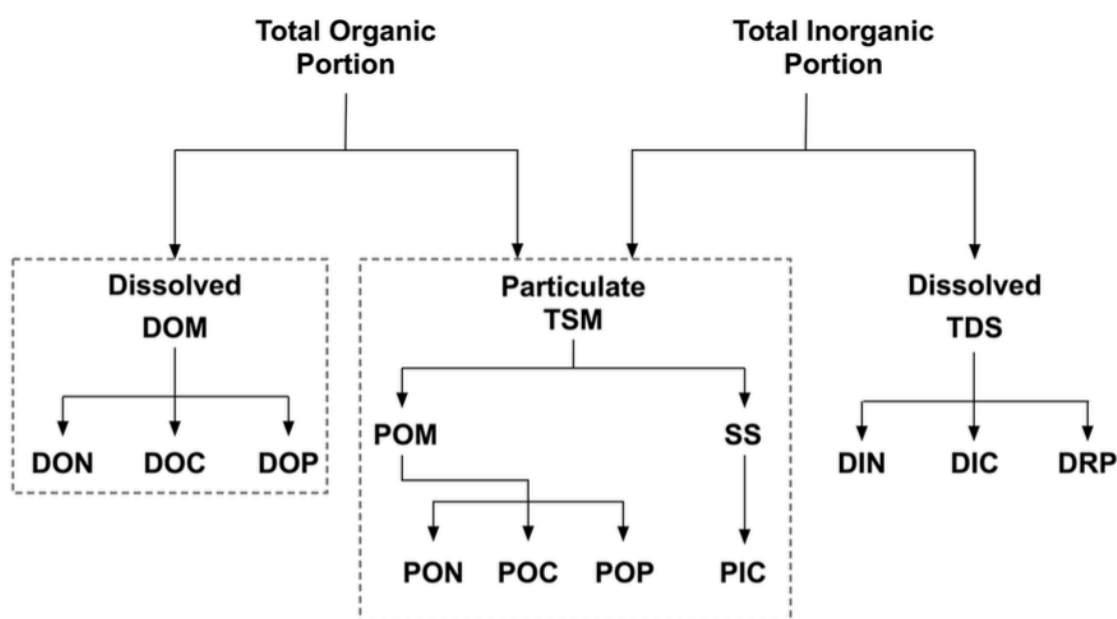 Total Organic
Portion
Total Inorganic
Portion
Dissolved
DOM
Particulate
TSM
Dissolved
TDS
DON
DOC
DOP
POM
SS
DIN
DIC
DRP
PON
POC
POP
PIC